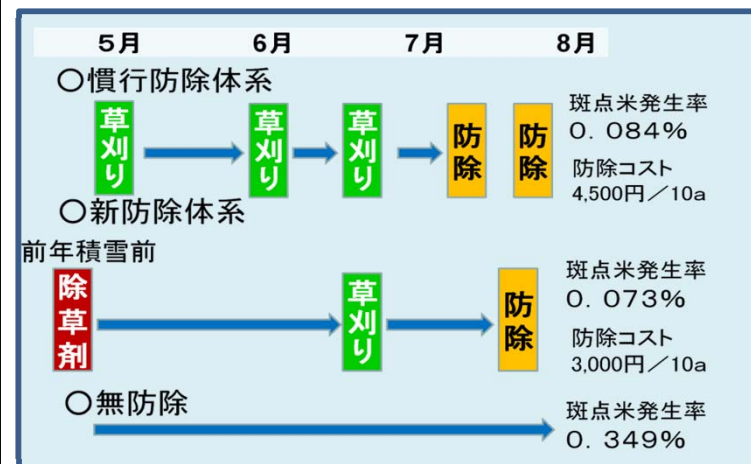 5月 6月 7月 8月
○慣行防除体系
草刈り 草刈り 草刈り 防除 防除
斑点米発生率
0.084%
防除コスト
4,500円/10a
○新防除体系
前年積雪前
除草剤 草刈り 防除
斑点米発生率
0.073%
防除コスト
3,000円/10a
○無防除
斑点米発生率
0.349%